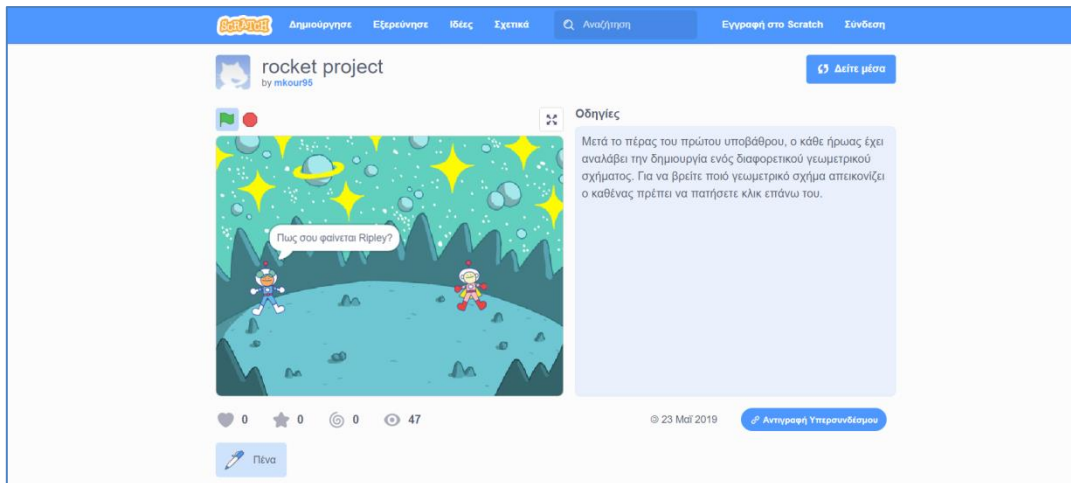 SCRATCH Δημιούργησε Εξερεύνησε Ιδέες Σχετικά Αναζήτηση Εγγραφή στο Scratch Σύνδεση
rocket project
by mkour95
Δείτε μέσα
Οδηγίες
Μετά το πέρας του πρώτου υποβάθρου, ο κάθε ήρωας έχει
αναλάβει την δημιουργία ενός διαφορετικού γεωμετρικού
σχήματος. Για να βρείτε ποιό γεωμετρικό σχήμα απεικονίζει
ο καθένας πρέπει να πατήσετε κλικ επάνω του.
Πως σου φαίνεται Ripley?
0 0 0 47
© 23 Μαΐ 2019
Αντιγραφή Υπερσυνδέσμου
Πένα